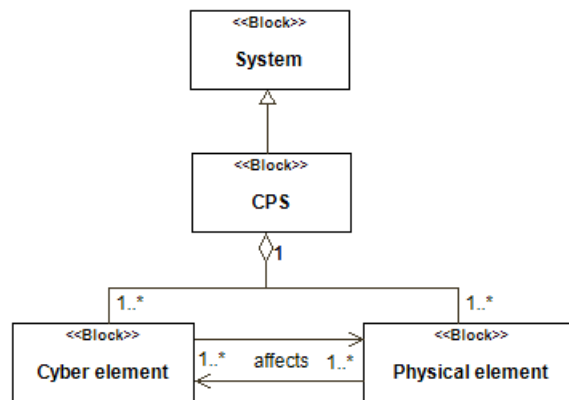 <<Block>>
System
<<Block>>
CPS
1
1..*
1..*
<<Block>>
Cyber element
1..*
affects
1..*
<<Block>>
Physical element